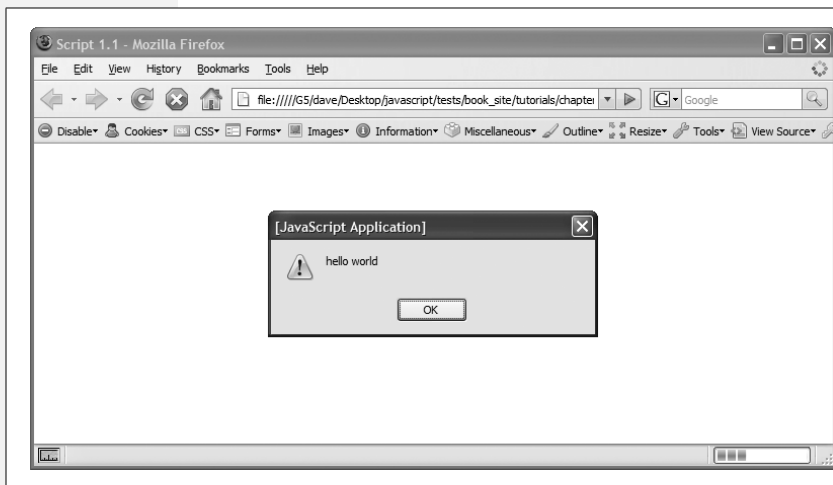 Script 1.1 - Mozilla Firefox
File Edit View History Bookmarks Tools Help
file://///G5/dave/Desktop/javascript/tests/book_site/tutorials/chapter G Google
Disable Cookies CSS Forms Images Information Miscellaneous Outline Resize Tools View Source
[JavaScript Application]
hello world
OK